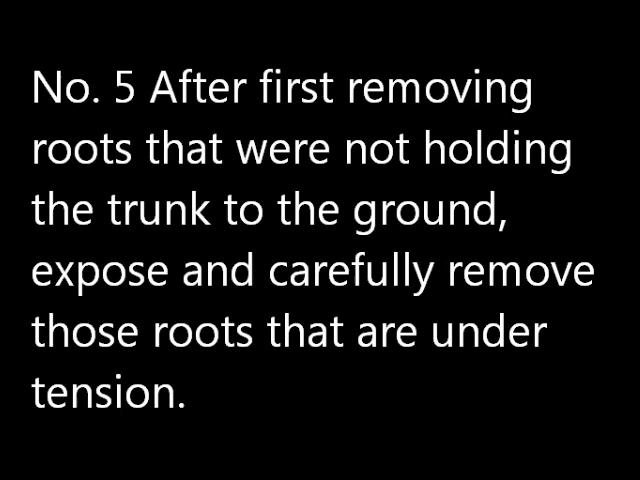 No. 5 After first removing
roots that were not holding
the trunk to the ground,
expose and carefully remove
those roots that are under
tension.